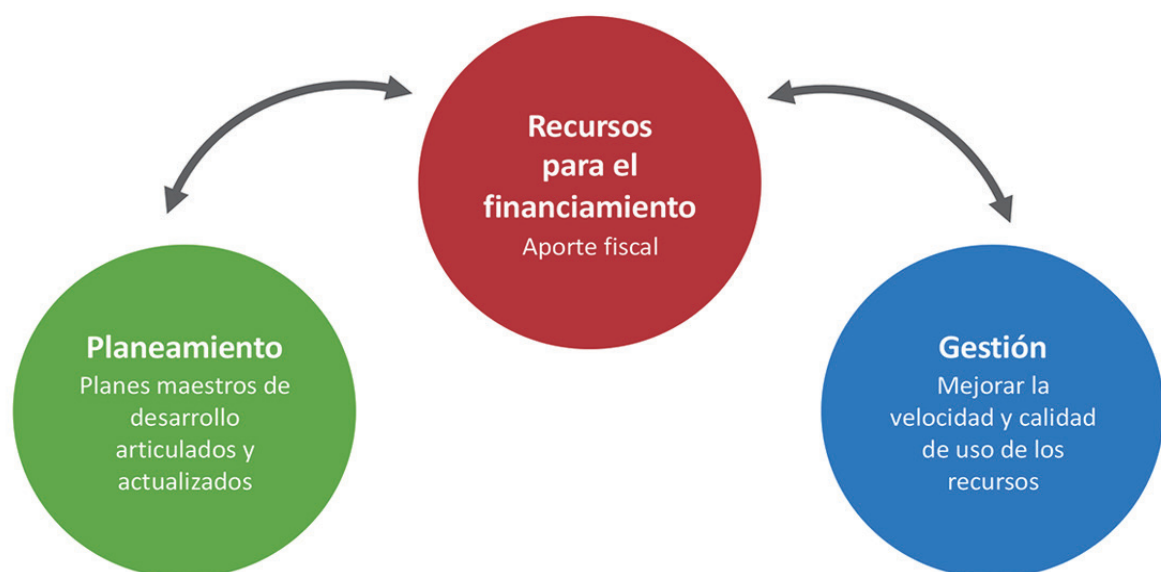 Recursos
para el
financiamiento
Aporte fiscal
Planeamiento
Planes maestros de
desarrollo
articulados y
actualizados
Gestión
Mejorar la
velocidad y calidad
de uso de los
recursos